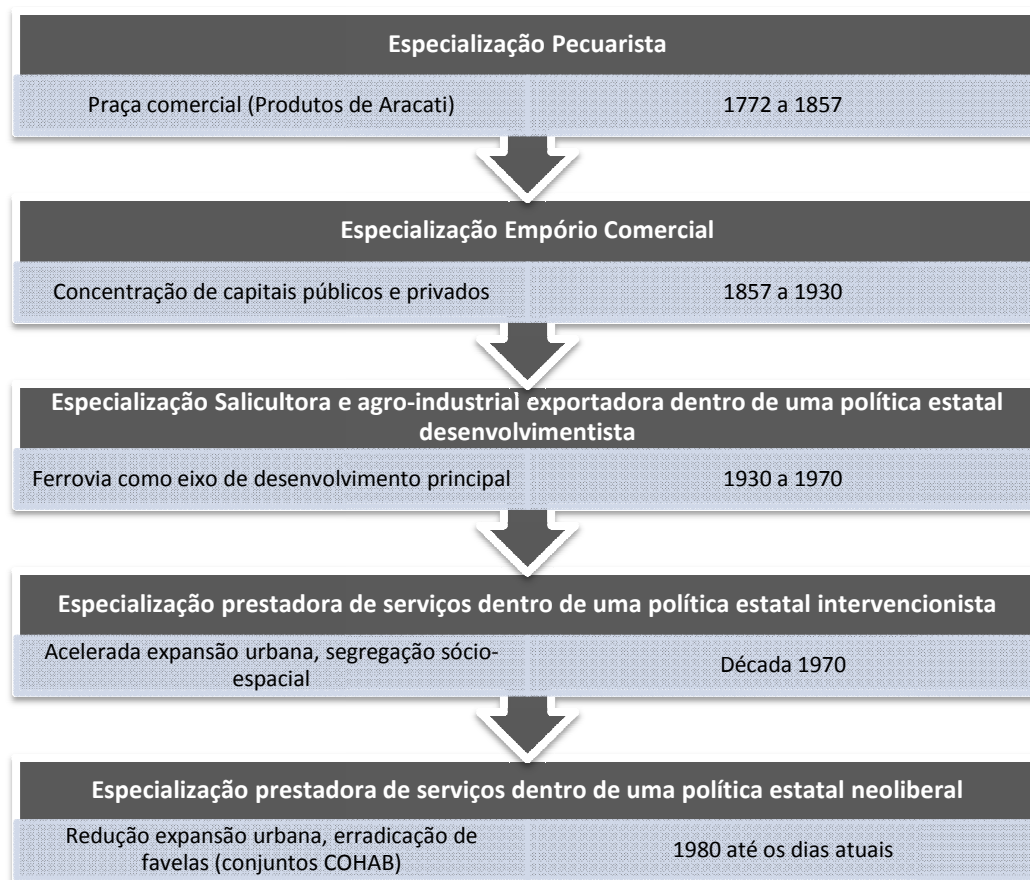 Especialização Pecuarista
Praça comercial (Produtos de Aracati)
1772 a 1857
Especialização Empório Comercial
Concentração de capitais públicos e privados
1857 a 1930
Especialização Salicultora e agro-industrial exportadora dentro de uma política estatal
desenvolvimentista
Ferrovia como eixo de desenvolvimento principal
1930 a 1970
Especialização prestadora de serviços dentro de uma política estatal intervencionista
Acelerada expansão urbana, segregação sócio-
espacial
Década 1970
Especialização prestadora de serviços dentro de uma política estatal neoliberal
Redução expansão urbana, erradicação de
favelas (conjuntos COHAB)
1980 até os dias atuais